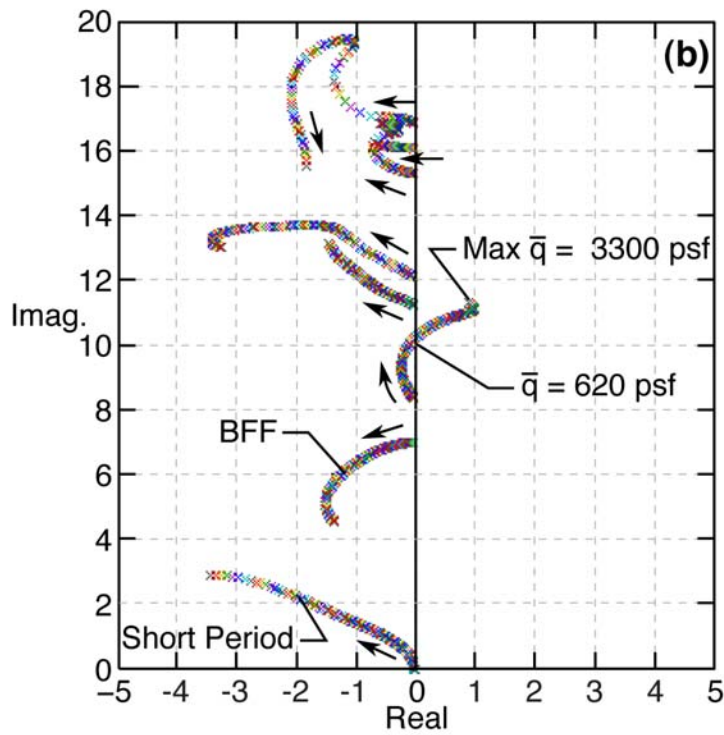 20
(b)
18
16
14
Max q̄ = 3300 psf
12
Imag.
10
q̄ = 620 psf
8
BFF
6
4
2
Short Period
0
–5 -4 -3 -2 -1 0 1 2 3 4 5
Real